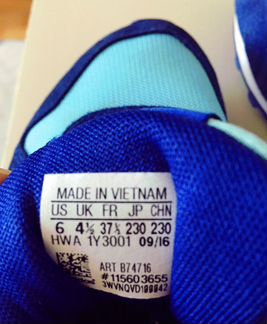 MADE IN VIETNAM
US UK FR JP CHN
6 4½ 37⅓ 230 230
HWA 1Y3001 09/16
ART B74716
#115603655